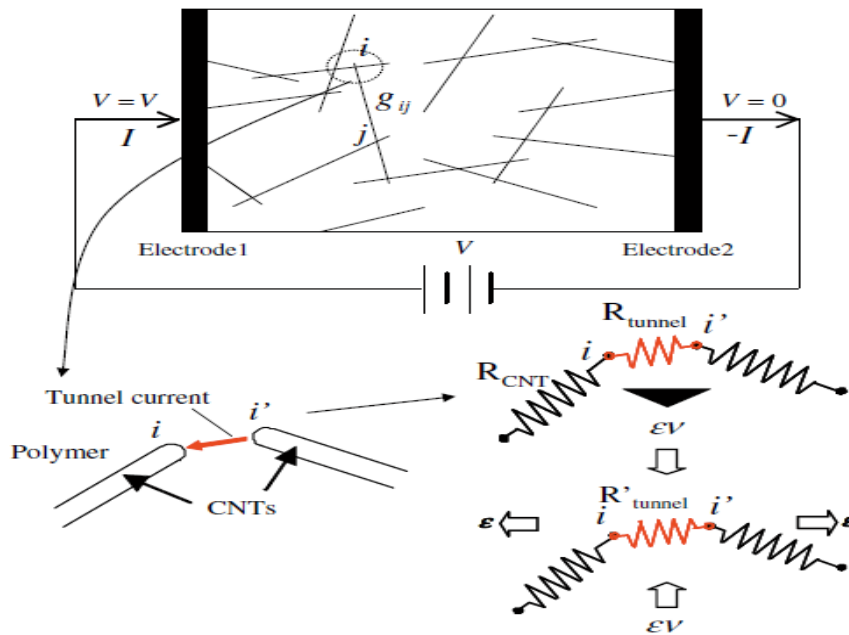 i
V = V
g ij
V = 0
I
j
-I
Electrode1
V
Electrode2
R tunnel
i'
i
R CNT
Tunnel current
i'
i
Polymer
εν
CNTs
R' tunnel
i'
ε
i
ε
εν